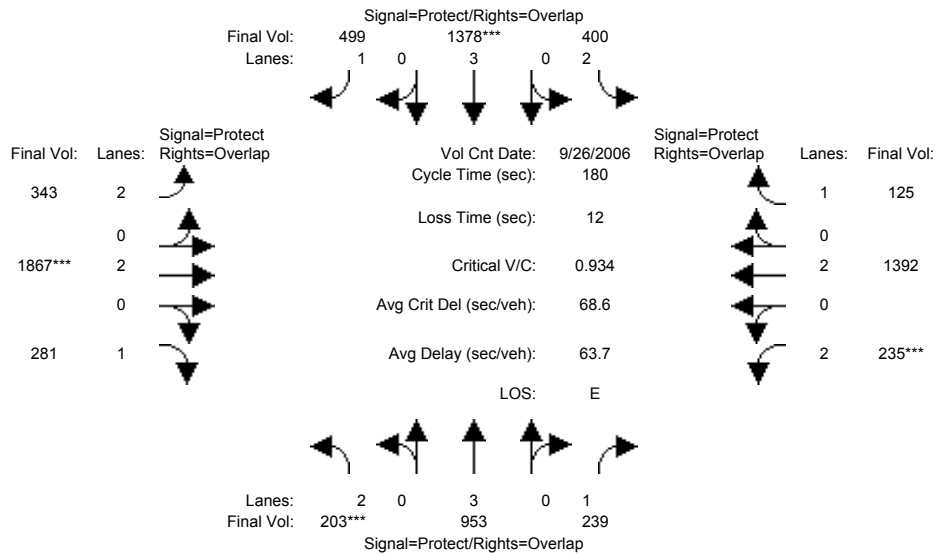 Signal=Protect/Rights=Overlap
Final Vol: 499 1378*** 400
Lanes: 1 0 3 0 2
Signal=Protect Signal=Protect
Final Vol: Lanes: Rights=Overlap Vol Cnt Date: 9/26/2006 Rights=Overlap Lanes: Final Vol:
Cycle Time (sec): 180
343 2 1 125
Loss Time (sec): 12
0 0
1867*** 2 Critical V/C: 0.934 2 1392
0 Avg Crit Del (sec/veh): 68.6 0
281 1 Avg Delay (sec/veh): 63.7 2 235***
LOS: E
Lanes: 2 0 3 0 1
Final Vol: 203*** 953 239
Signal=Protect/Rights=Overlap